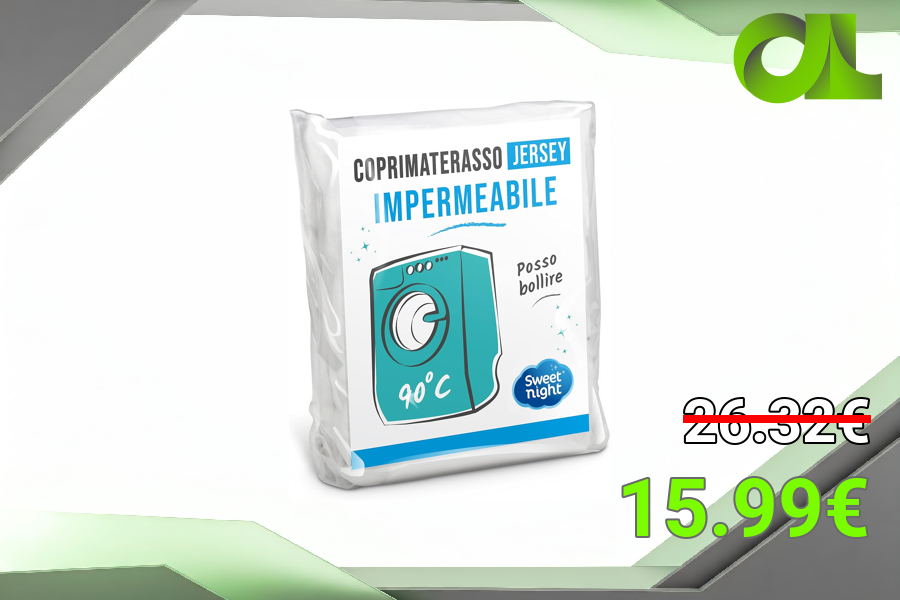 COPRIMATERASSO JERSEY
IMPERMEABILE
Posso
bollire
90°C
Sweet
night
26.32€
15.99€